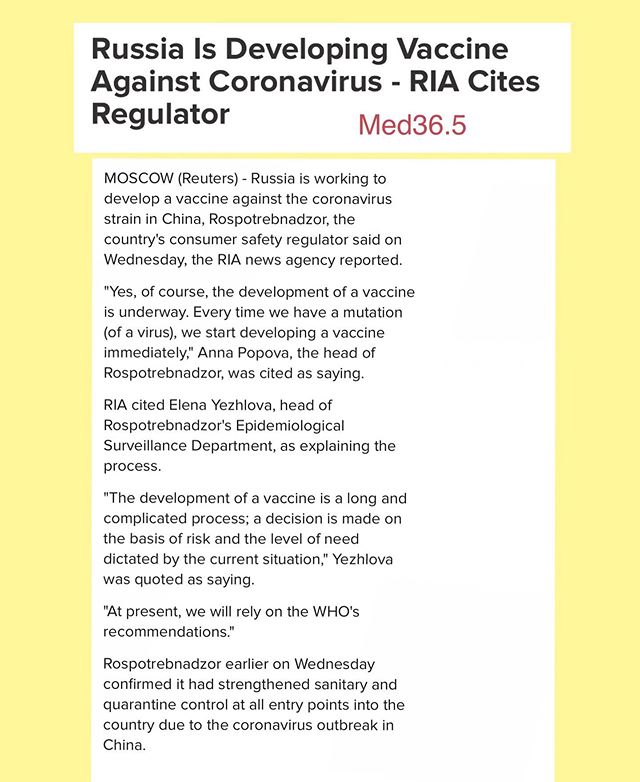 Russia Is Developing Vaccine
Against Coronavirus - RIA Cites
Regulator
Med36.5
MOSCOW (Reuters) - Russia is working to
develop a vaccine against the coronavirus
strain in China, Rospotrebnadzor, the
country's consumer safety regulator said on
Wednesday, the RIA news agency reported.
"Yes, of course, the development of a vaccine
is underway. Every time we have a mutation
(of a virus), we start developing a vaccine
immediately," Anna Popova, the head of
Rospotrebnadzor, was cited as saying.
RIA cited Elena Yezhlova, head of
Rospotrebnadzor's Epidemiological
Surveillance Department, as explaining the
process.
"The development of a vaccine is a long and
complicated process; a decision is made on
the basis of risk and the level of need
dictated by the current situation," Yezhlova
was quoted as saying.
"At present, we will rely on the WHO's
recommendations."
Rospotrebnadzor earlier on Wednesday
confirmed it had strengthened sanitary and
quarantine control at all entry points into the
country due to the coronavirus outbreak in
China.